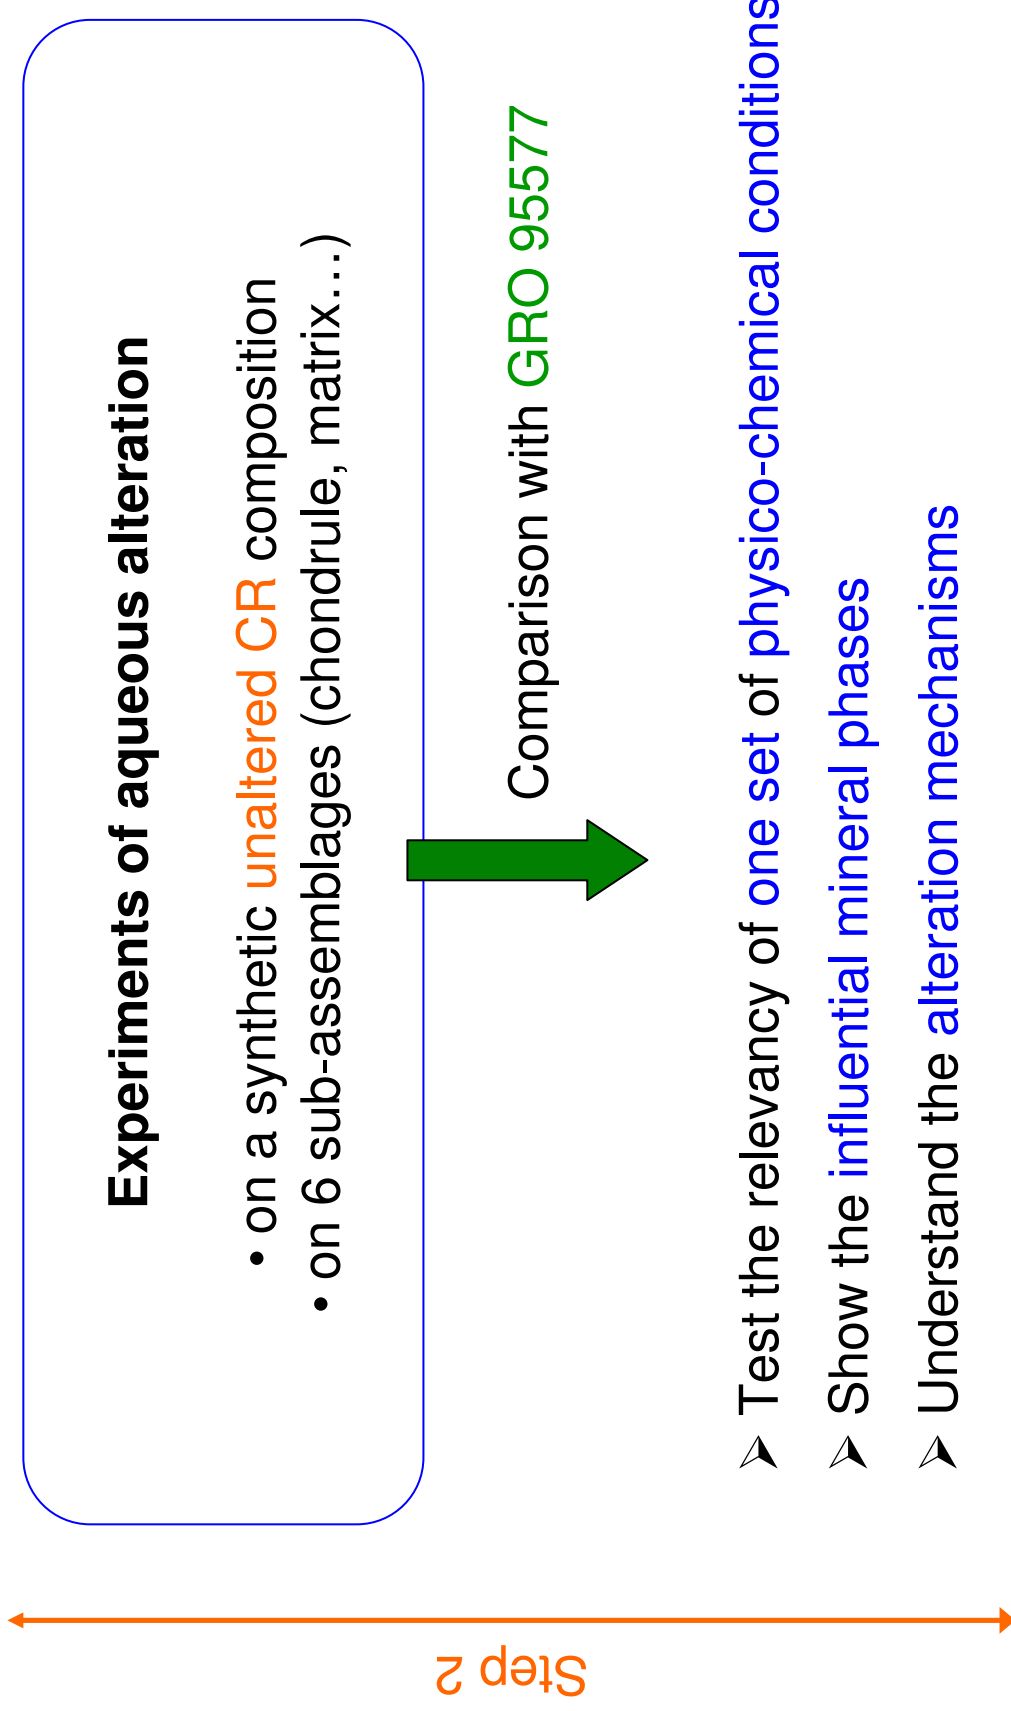 Step 2
Experiments of aqueous alteration
• on a synthetic unaltered CR composition
• on 6 sub-assemblages (chondrule, matrix…)
Comparison with GRO 95577
➢ Test the relevancy of one set of physico-chemical conditions
➢ Show the influential mineral phases
➢ Understand the alteration mechanisms